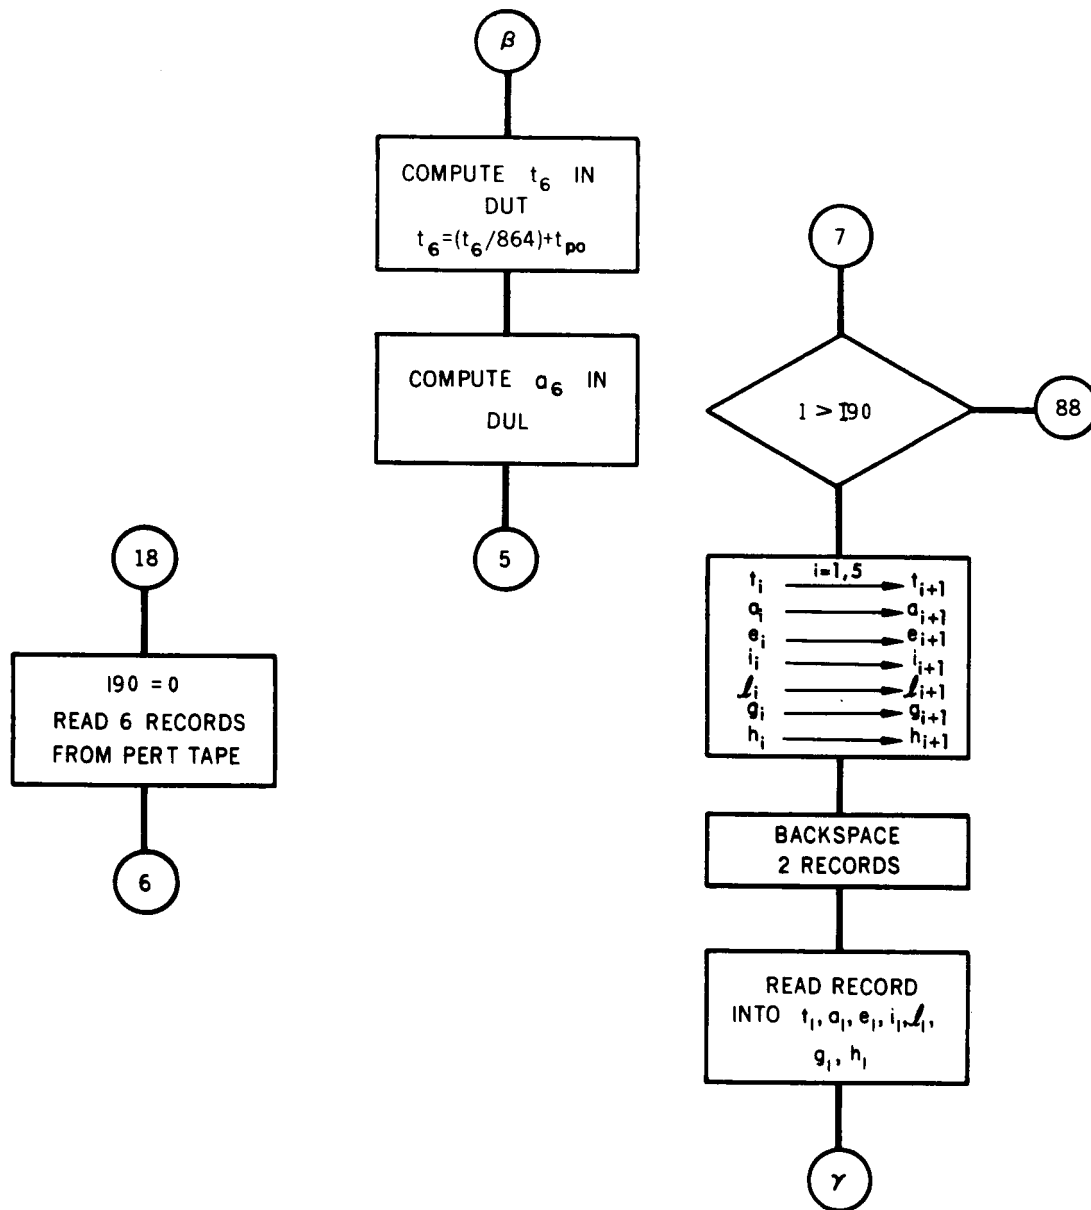 β
COMPUTE t₆ IN
DUT
t₆=(t₆/864)+tₚₒ
COMPUTE a₆ IN
DUL
5
18
I90 = 0
READ 6 RECORDS
FROM PERT TAPE
6
7
1 > I90
88
i=1,5
tᵢ → tᵢ₊₁
aᵢ → aᵢ₊₁
eᵢ → eᵢ₊₁
iᵢ → iᵢ₊₁
ℓᵢ → ℓᵢ₊₁
gᵢ → gᵢ₊₁
hᵢ → hᵢ₊₁
BACKSPACE
2 RECORDS
READ RECORD
INTO t₁, a₁, e₁, i₁, ℓ₁,
g₁, h₁
γ